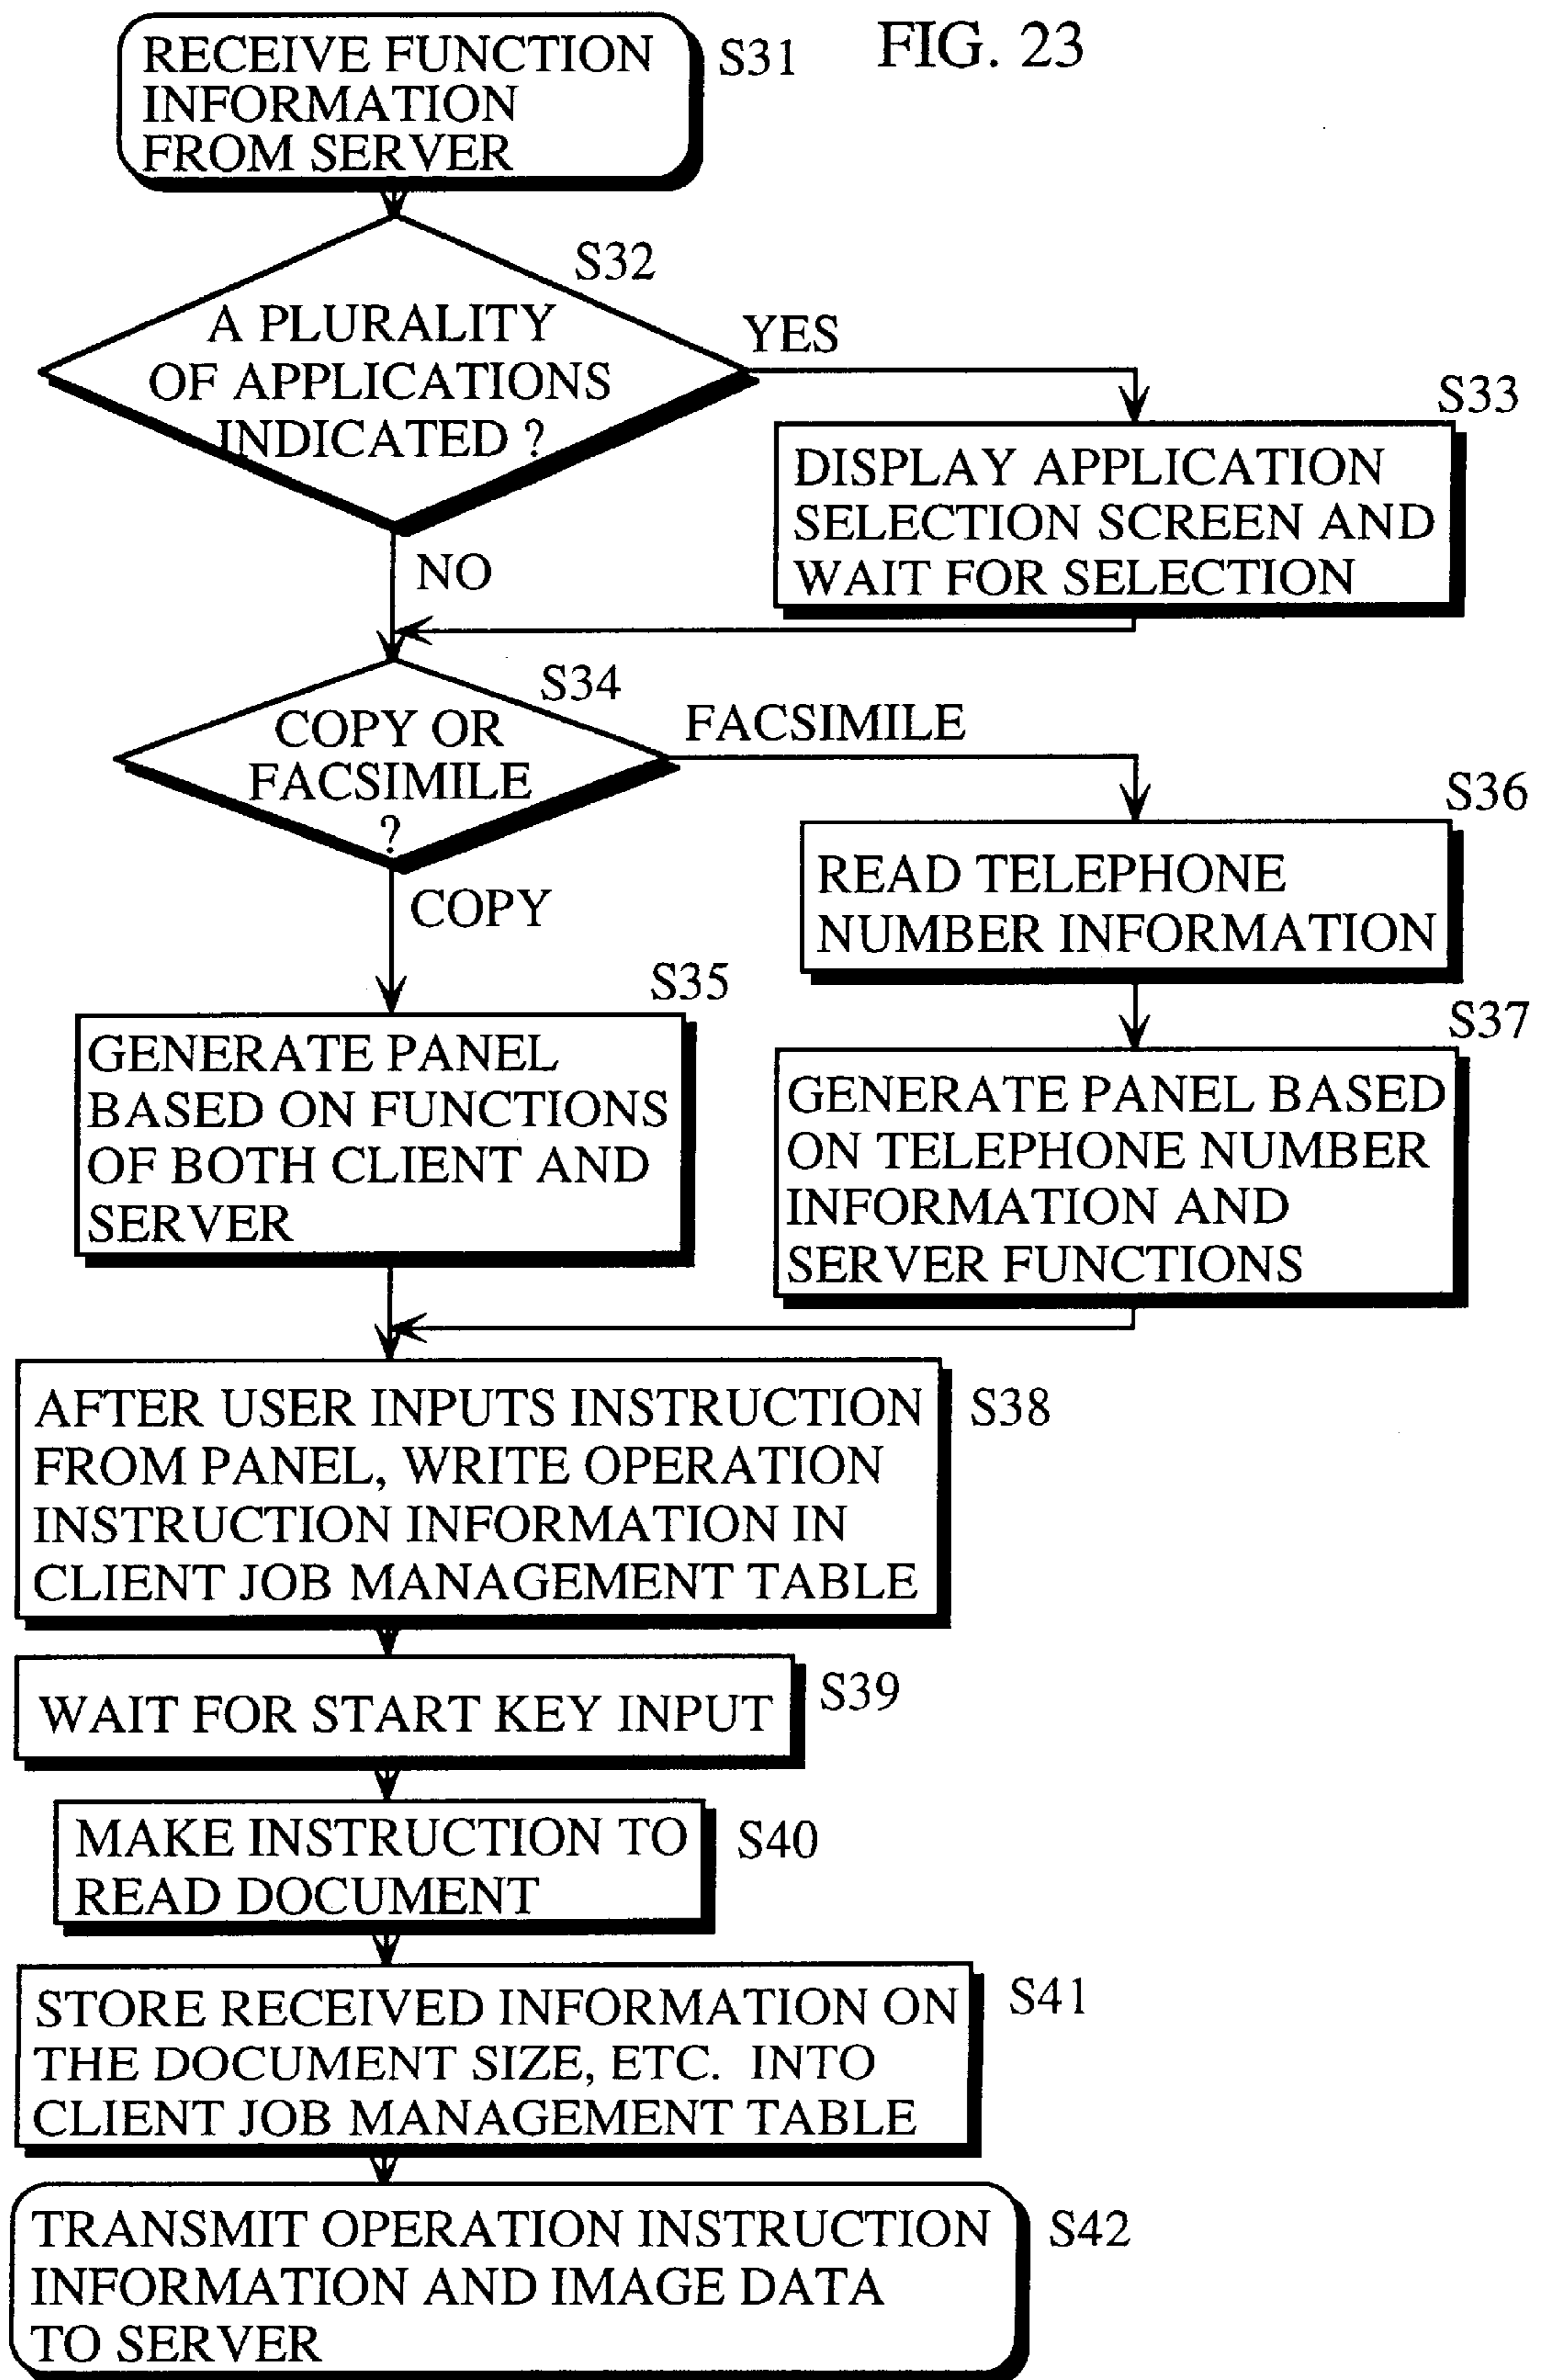 FIG. 23
RECEIVE FUNCTION
INFORMATION
FROM SERVER
S31
S32
A PLURALITY
OF APPLICATIONS
INDICATED ?
YES
NO
S33
DISPLAY APPLICATION
SELECTION SCREEN AND
WAIT FOR SELECTION
S34
COPY OR
FACSIMILE
?
FACSIMILE
COPY
S36
READ TELEPHONE
NUMBER INFORMATION
S35
GENERATE PANEL
BASED ON FUNCTIONS
OF BOTH CLIENT AND
SERVER
S37
GENERATE PANEL BASED
ON TELEPHONE NUMBER
INFORMATION AND
SERVER FUNCTIONS
AFTER USER INPUTS INSTRUCTION
FROM PANEL, WRITE OPERATION
INSTRUCTION INFORMATION IN
CLIENT JOB MANAGEMENT TABLE
S38
WAIT FOR START KEY INPUT
S39
MAKE INSTRUCTION TO
READ DOCUMENT
S40
STORE RECEIVED INFORMATION ON
THE DOCUMENT SIZE, ETC. INTO
CLIENT JOB MANAGEMENT TABLE
S41
TRANSMIT OPERATION INSTRUCTION
INFORMATION AND IMAGE DATA
TO SERVER
S42